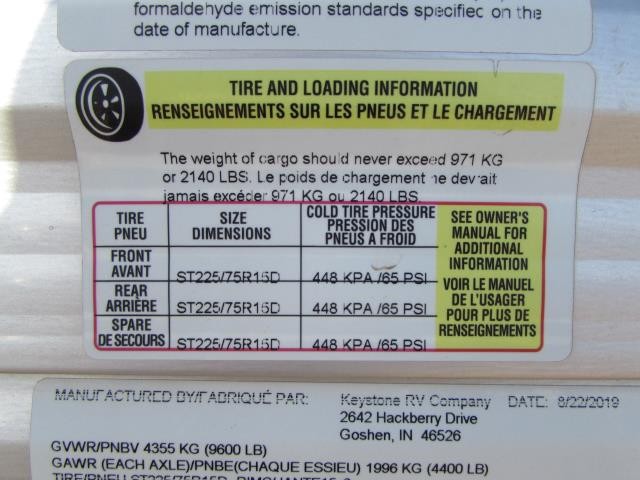 formaldehyde emission standards specified on the
date of manufacture.
TIRE AND LOADING INFORMATION
RENSEIGNEMENTS SUR LES PNEUS ET LE CHARGEMENT
The weight of cargo should never exceed 971 KG
or 2140 LBS. Le poids de chargement ne devrait
jamais excéder 971 KG ou 2140 LBS.
TIRE PNEU
SIZE DIMENSIONS
COLD TIRE PRESSURE
PRESSION DES
PNEUS A FROID
FRONT AVANT ST225/75R15D 448 KPA /65 PSI
REAR ARRIÈRE ST225/75R15D 448 KPA /65 PSI
SPARE DE SECOURS ST225/75R15D 448 KPA /65 PSI
SEE OWNER'S
MANUAL FOR
ADDITIONAL
INFORMATION
VOIR LE MANUEL
DE L'USAGER
POUR PLUS DE
RENSEIGNEMENTS
MANUFACTURED BY/FABRIQUÉ PAR: Keystone RV Company DATE: 8/22/2019
2642 Hackberry Drive
Goshen, IN 46526
GVWR/PNBV 4355 KG (9600 LB)
GAWR (EACH AXLE)/PNBE(CHAQUE ESSIEU) 1996 KG (4400 LB)
TIRE/PNEU ST225/75R15D